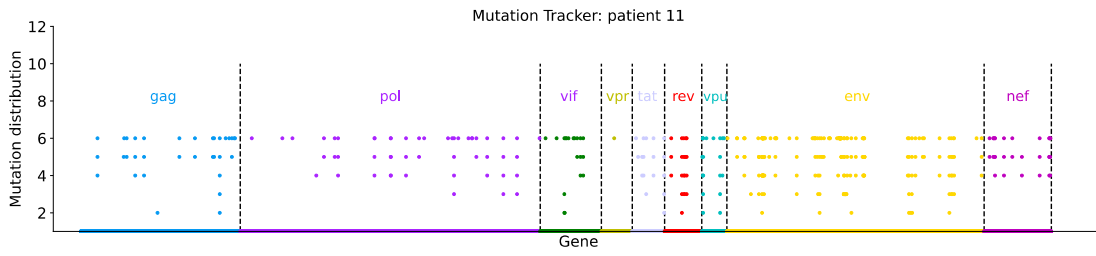 Mutation Tracker: patient 11
Mutation distribution
12
10
8
6
4
2
gag pol vif vpr tat rev vpu env nef
Gene